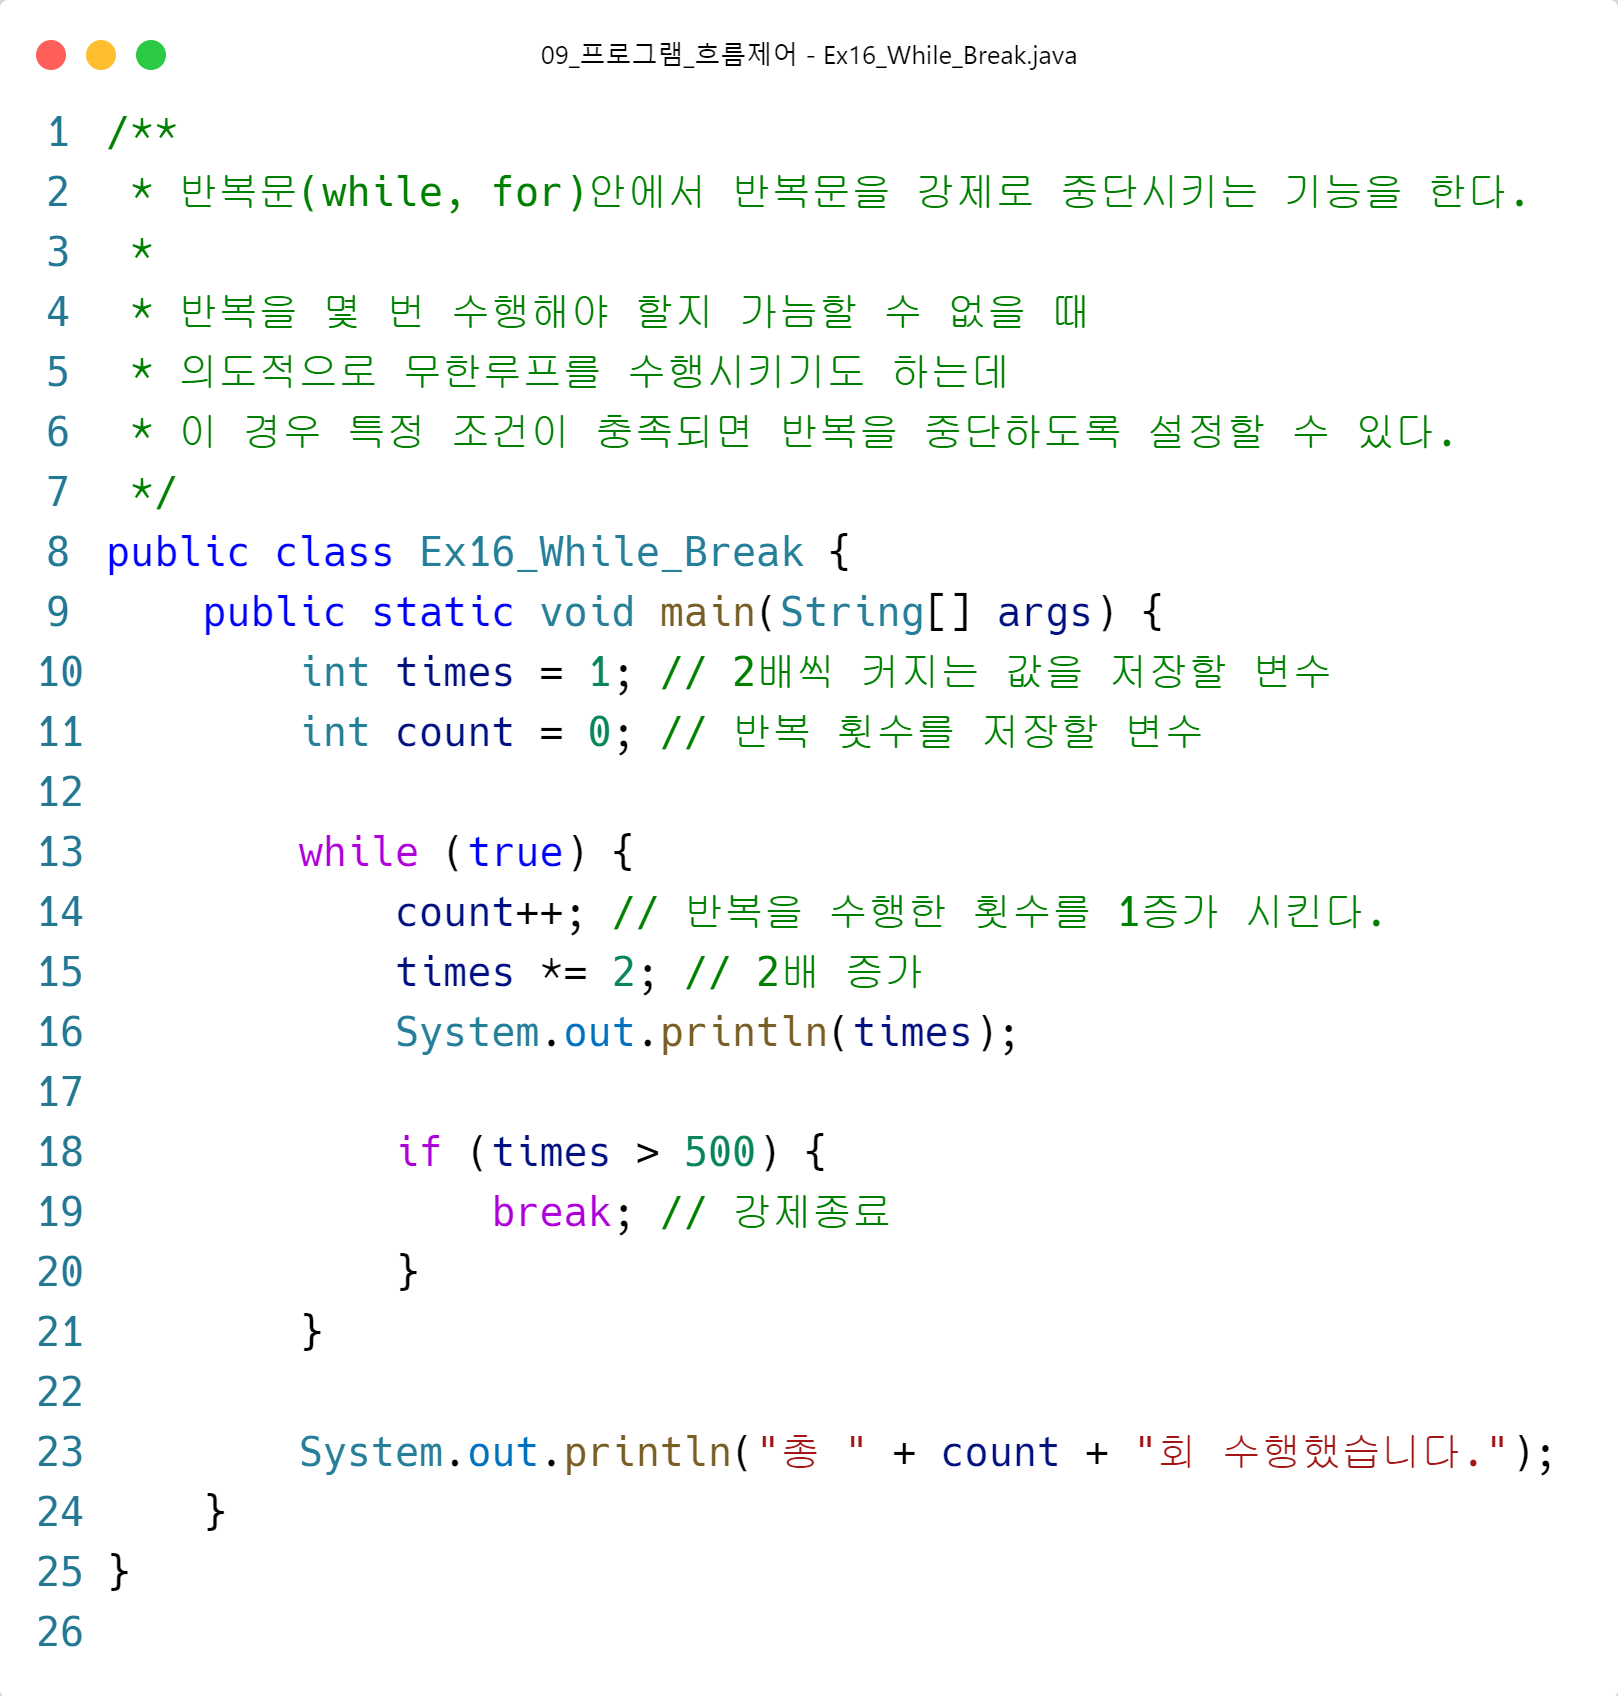 09_프로그램_흐름제어 - Ex16_While_Break.java
1 /**
2  * 반복문(while, for)안에서 반복문을 강제로 중단시키는 기능을 한다.
3  *
4  * 반복을 몇 번 수행해야 할지 가늠할 수 없을 때
5  * 의도적으로 무한루프를 수행시키기도 하는데
6  * 이 경우 특정 조건이 충족되면 반복을 중단하도록 설정할 수 있다.
7  */
8 public class Ex16_While_Break {
9     public static void main(String[] args) {
10         int times = 1; // 2배씩 커지는 값을 저장할 변수
11         int count = 0; // 반복 횟수를 저장할 변수
12
13         while (true) {
14             count++; // 반복을 수행한 횟수를 1증가 시킨다.
15             times *= 2; // 2배 증가
16             System.out.println(times);
17
18             if (times > 500) {
19                 break; // 강제종료
20             }
21         }
22
23         System.out.println("총 " + count + "회 수행했습니다.");
24     }
25 }
26